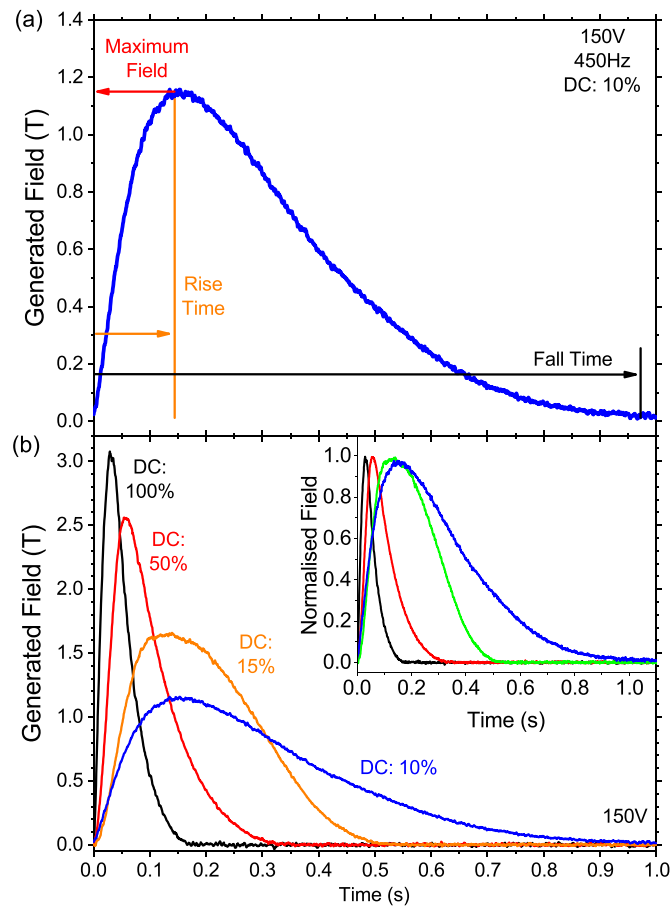 (a)
Maximum
Field
150V
450Hz
DC: 10%
1.4
1.2
1.0
0.8
0.6
0.4
0.2
0.0
Generated Field (T)
Rise
Time
Fall Time
(b)
3.0
2.5
2.0
1.5
1.0
0.5
0.0
Generated Field (T)
DC:
100%
DC:
50%
DC:
15%
DC: 10%
150V
1.0
0.8
0.6
0.4
0.2
0.0
Normalised Field
0.0 0.2 0.4 0.6 0.8 1.0
Time (s)
0.0 0.1 0.2 0.3 0.4 0.5 0.6 0.7 0.8 0.9 1.0
Time (s)